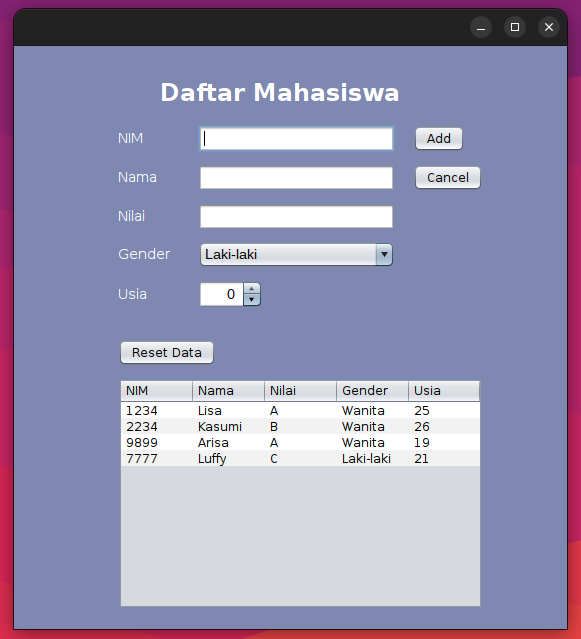 Daftar Mahasiswa
NIM Add
Nama Cancel
Nilai
Gender Laki-laki
Usia 0
Reset Data
NIM Nama Nilai Gender Usia
1234 Lisa A Wanita 25
2234 Kasumi B Wanita 26
9899 Arisa A Wanita 19
7777 Luffy C Laki-laki 21